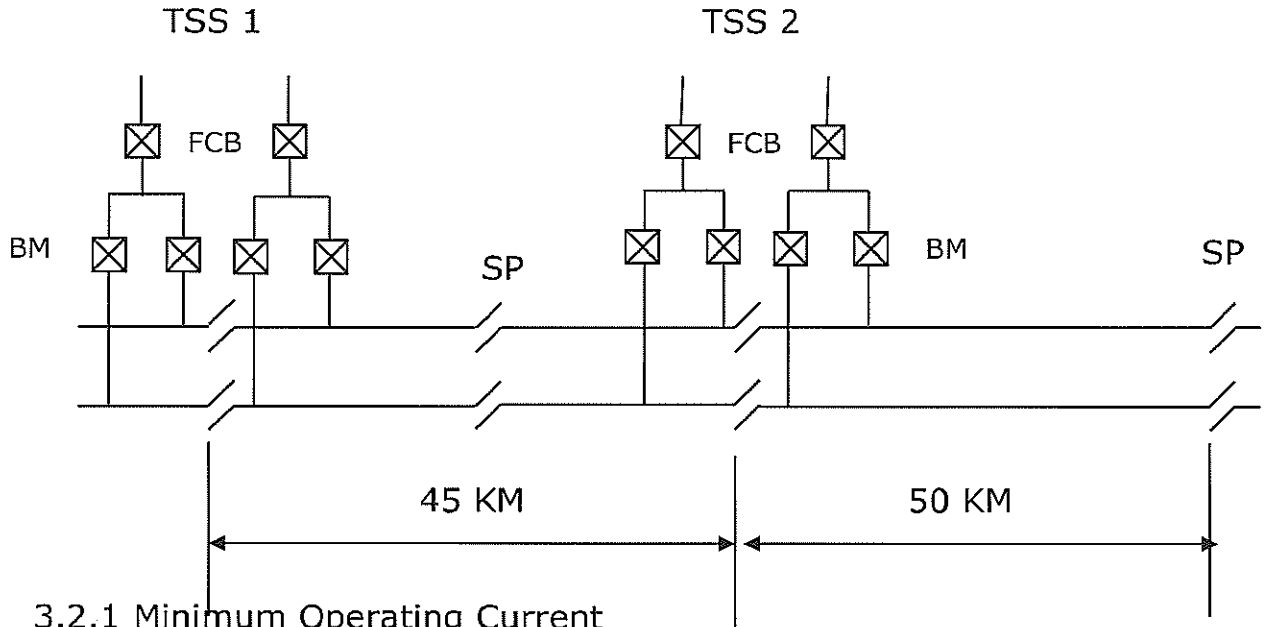 TSS 1
TSS 2
FCB
FCB
BM
SP
BM
SP
45 KM
50 KM
3.2.1 Minimum Operating Current